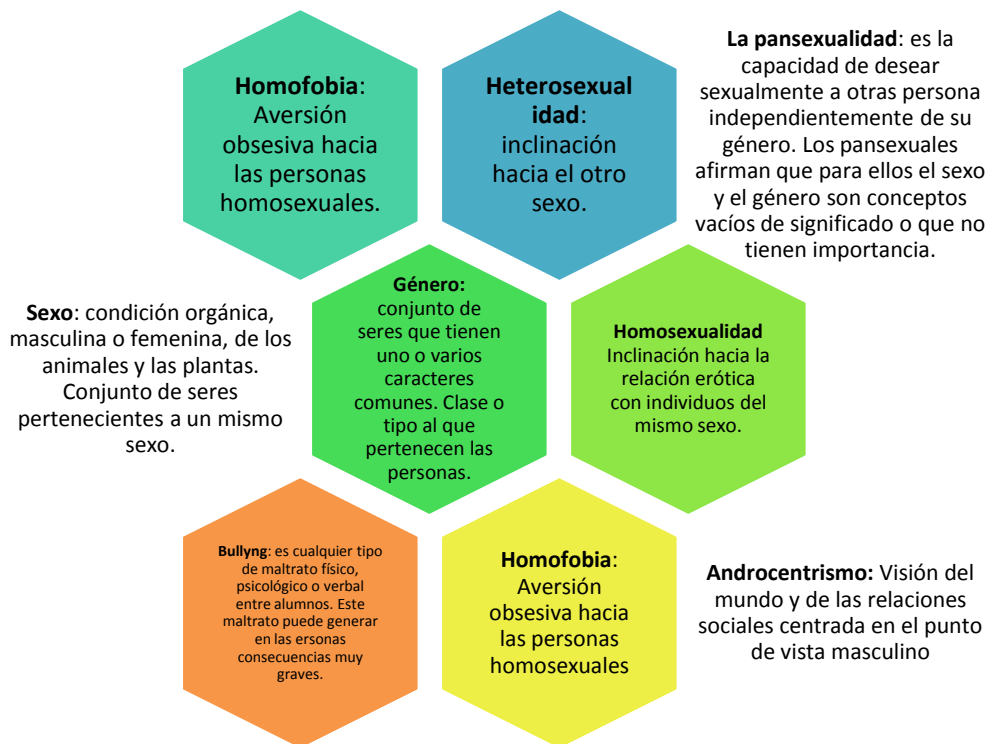 Homofobia:
Aversión
obsesiva hacia
las personas
homosexuales.
Heterosexual
idad:
inclinación
hacia el otro
sexo.
La pansexualidad: es la
capacidad de desear
sexualmente a otras persona
independientemente de su
género. Los pansexuales
afirman que para ellos el sexo
y el género son conceptos
vacíos de significado o que no
tienen importancia.
Sexo: condición orgánica,
masculina o femenina, de los
animales y las plantas.
Conjunto de seres
pertenecientes a un mismo
sexo.
Género:
conjunto de
seres que tienen
uno o varios
caracteres
comunes. Clase o
tipo al que
pertenecen las
personas.
Homosexualidad
Inclinación hacia la
relación erótica
con individuos del
mismo sexo.
Bullyng: es cualquier tipo
de maltrato físico,
psicológico o verbal
entre alumnos. Este
maltrato puede generar
en las ersonas
consecuencias muy
graves.
Homofobia:
Aversión
obsesiva hacia
las personas
homosexuales
Androcentrismo: Visión del
mundo y de las relaciones
sociales centrada en el punto
de vista masculino